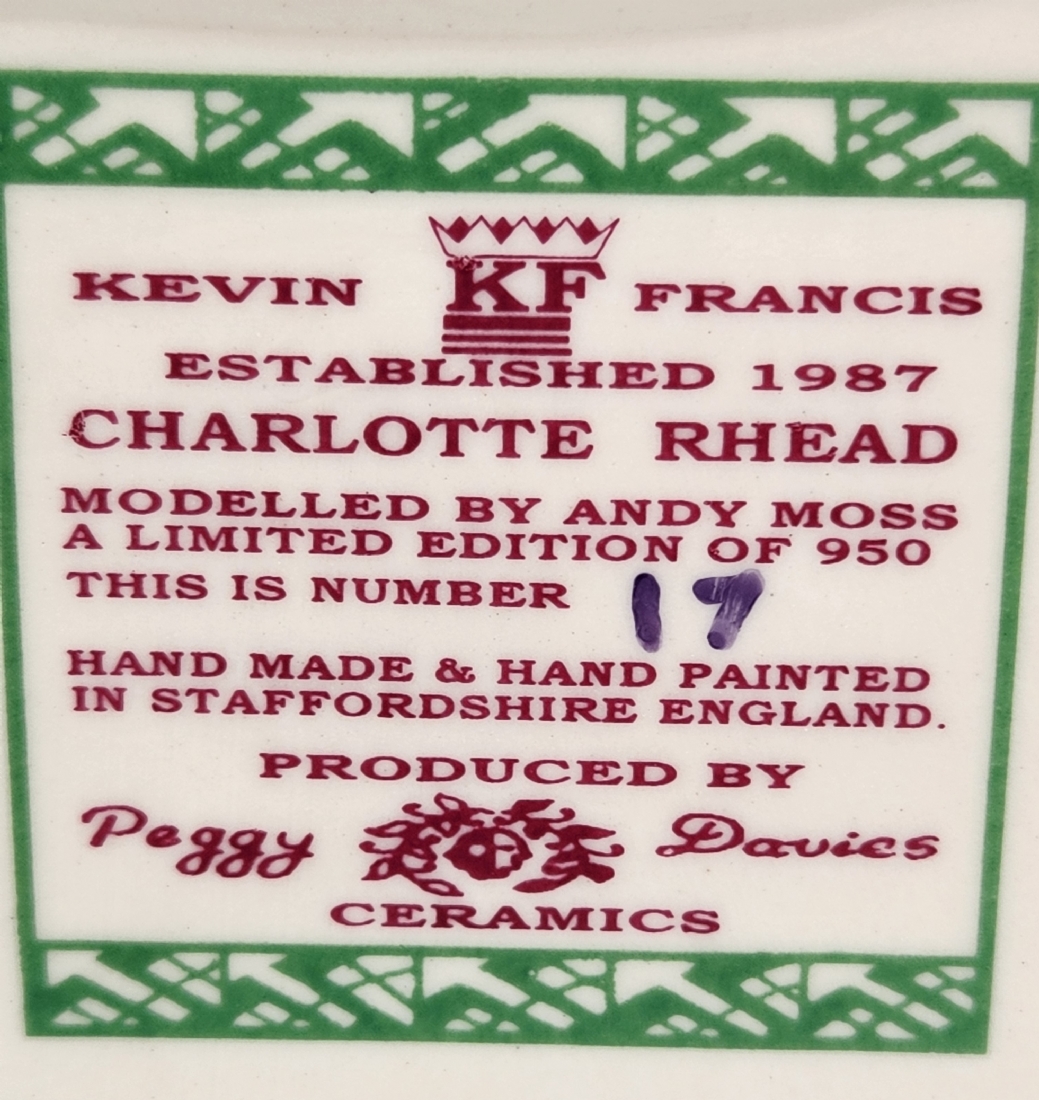 KEVIN KF FRANCIS
ESTABLISHED 1987
CHARLOTTE RHEAD
MODELLED BY ANDY MOSS
A LIMITED EDITION OF 950
THIS IS NUMBER 17
HAND MADE & HAND PAINTED
IN STAFFORDSHIRE ENGLAND.
PRODUCED BY
Peggy Davies
CERAMICS